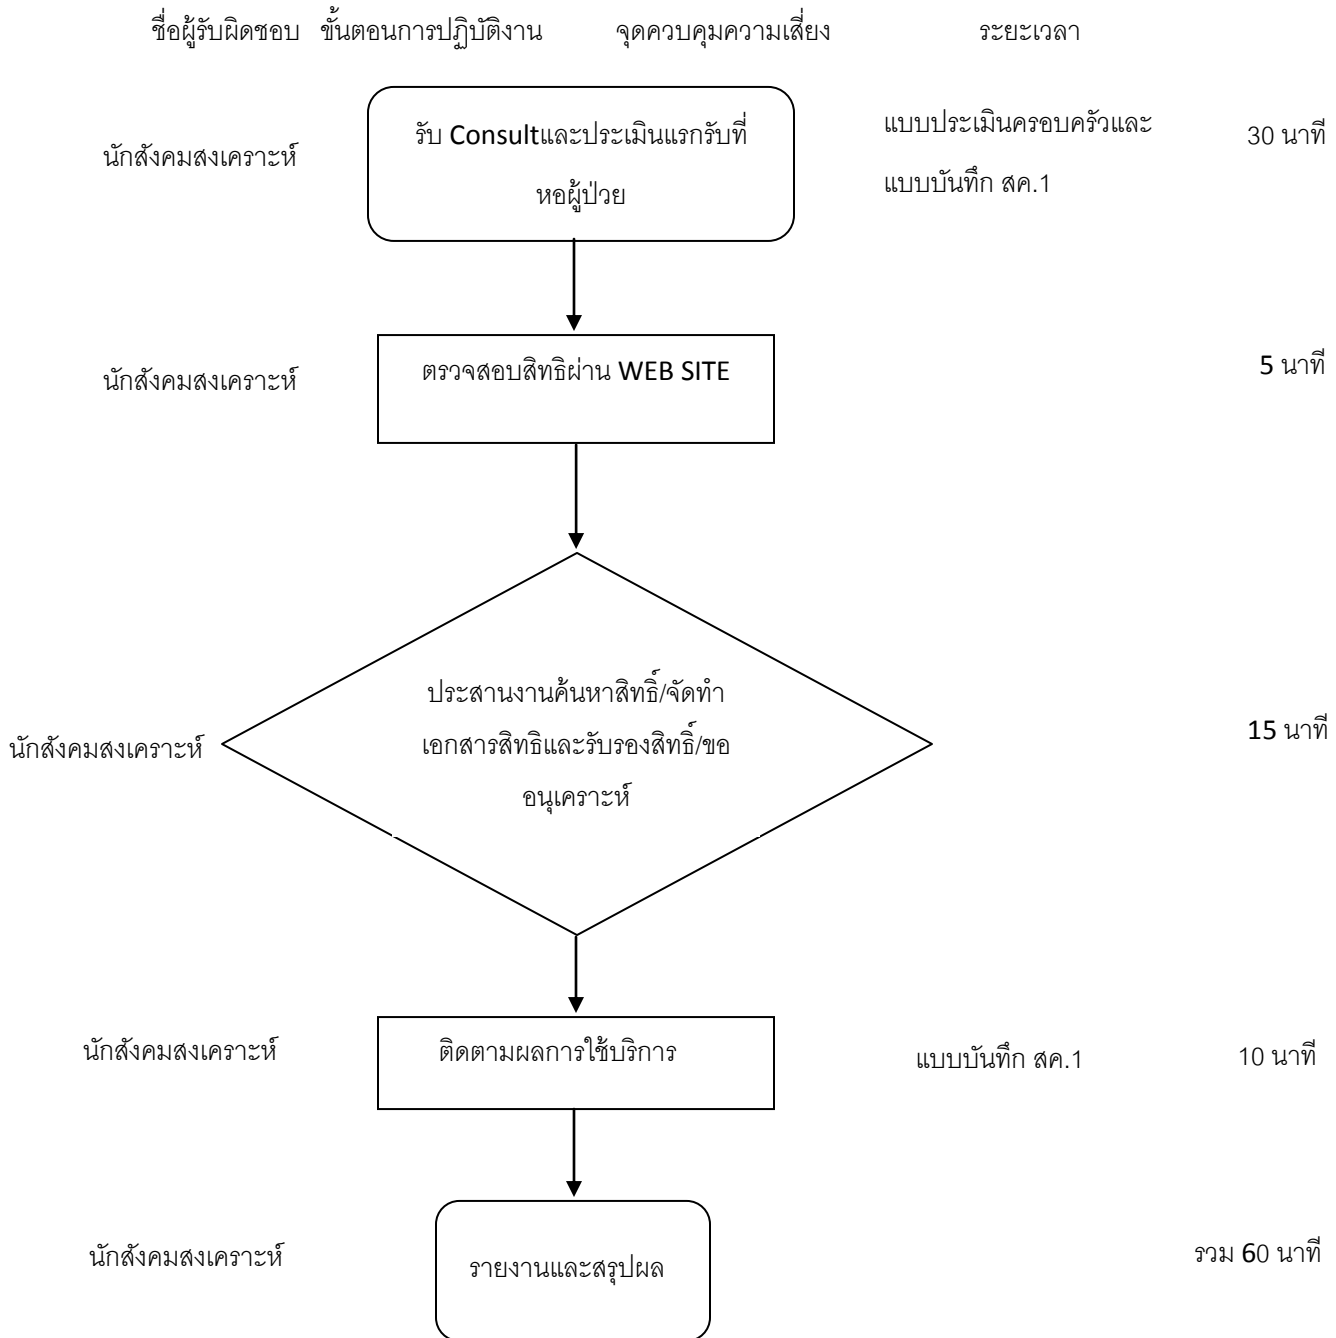 ชื่อผู้รับผิดชอบ ขั้นตอนการปฏิบัติงาน จุดควบคุมความเสี่ยง ระยะเวลา
นักสังคมสงเคราะห์
รับ Consultและประเมินแรกรับที่
หอผู้ป่วย
แบบประเมินครอบครัวและ
แบบบันทึก สค.1
30 นาที
นักสังคมสงเคราะห์
ตรวจสอบสิทธิผ่าน WEB SITE
5 นาที
นักสังคมสงเคราะห์
ประสานงานค้นหาสิทธิ์/จัดทำ
เอกสารสิทธิและรับรองสิทธิ์/ขอ
อนุเคราะห์
15 นาที
นักสังคมสงเคราะห์
ติดตามผลการใช้บริการ
แบบบันทึก สค.1
10 นาที
นักสังคมสงเคราะห์
รายงานและสรุปผล
รวม 60 นาที